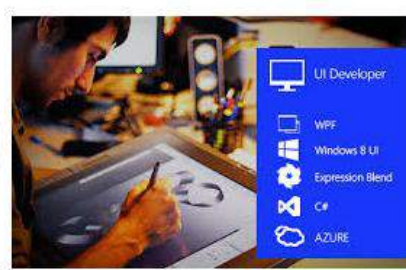 UI Developer
WPF
Windows 8 UI
Expression Blend
C#
AZURE